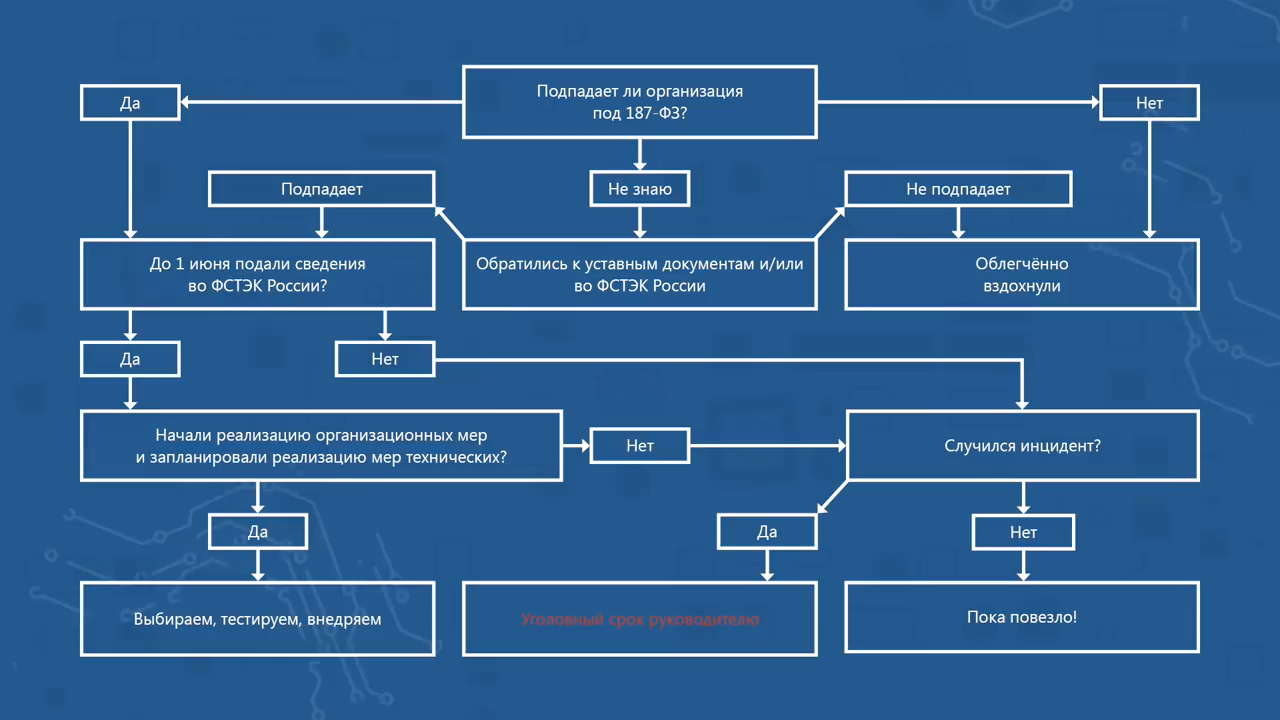 Подпадает ли организация
под 187-ФЗ?
Да
Нет
Подпадает
Не знаю
Не подпадает
До 1 июня подали сведения
во ФСТЭК России?
Обратились к уставным документам и/или
во ФСТЭК России
Облегчённо
вздохнули
Да
Нет
Начали реализацию организационных мер
и запланировали реализацию мер технических?
Нет
Случился инцидент?
Да
Да
Нет
Выбираем, тестируем, внедряем
Уголовный срок руководителю
Пока повезло!